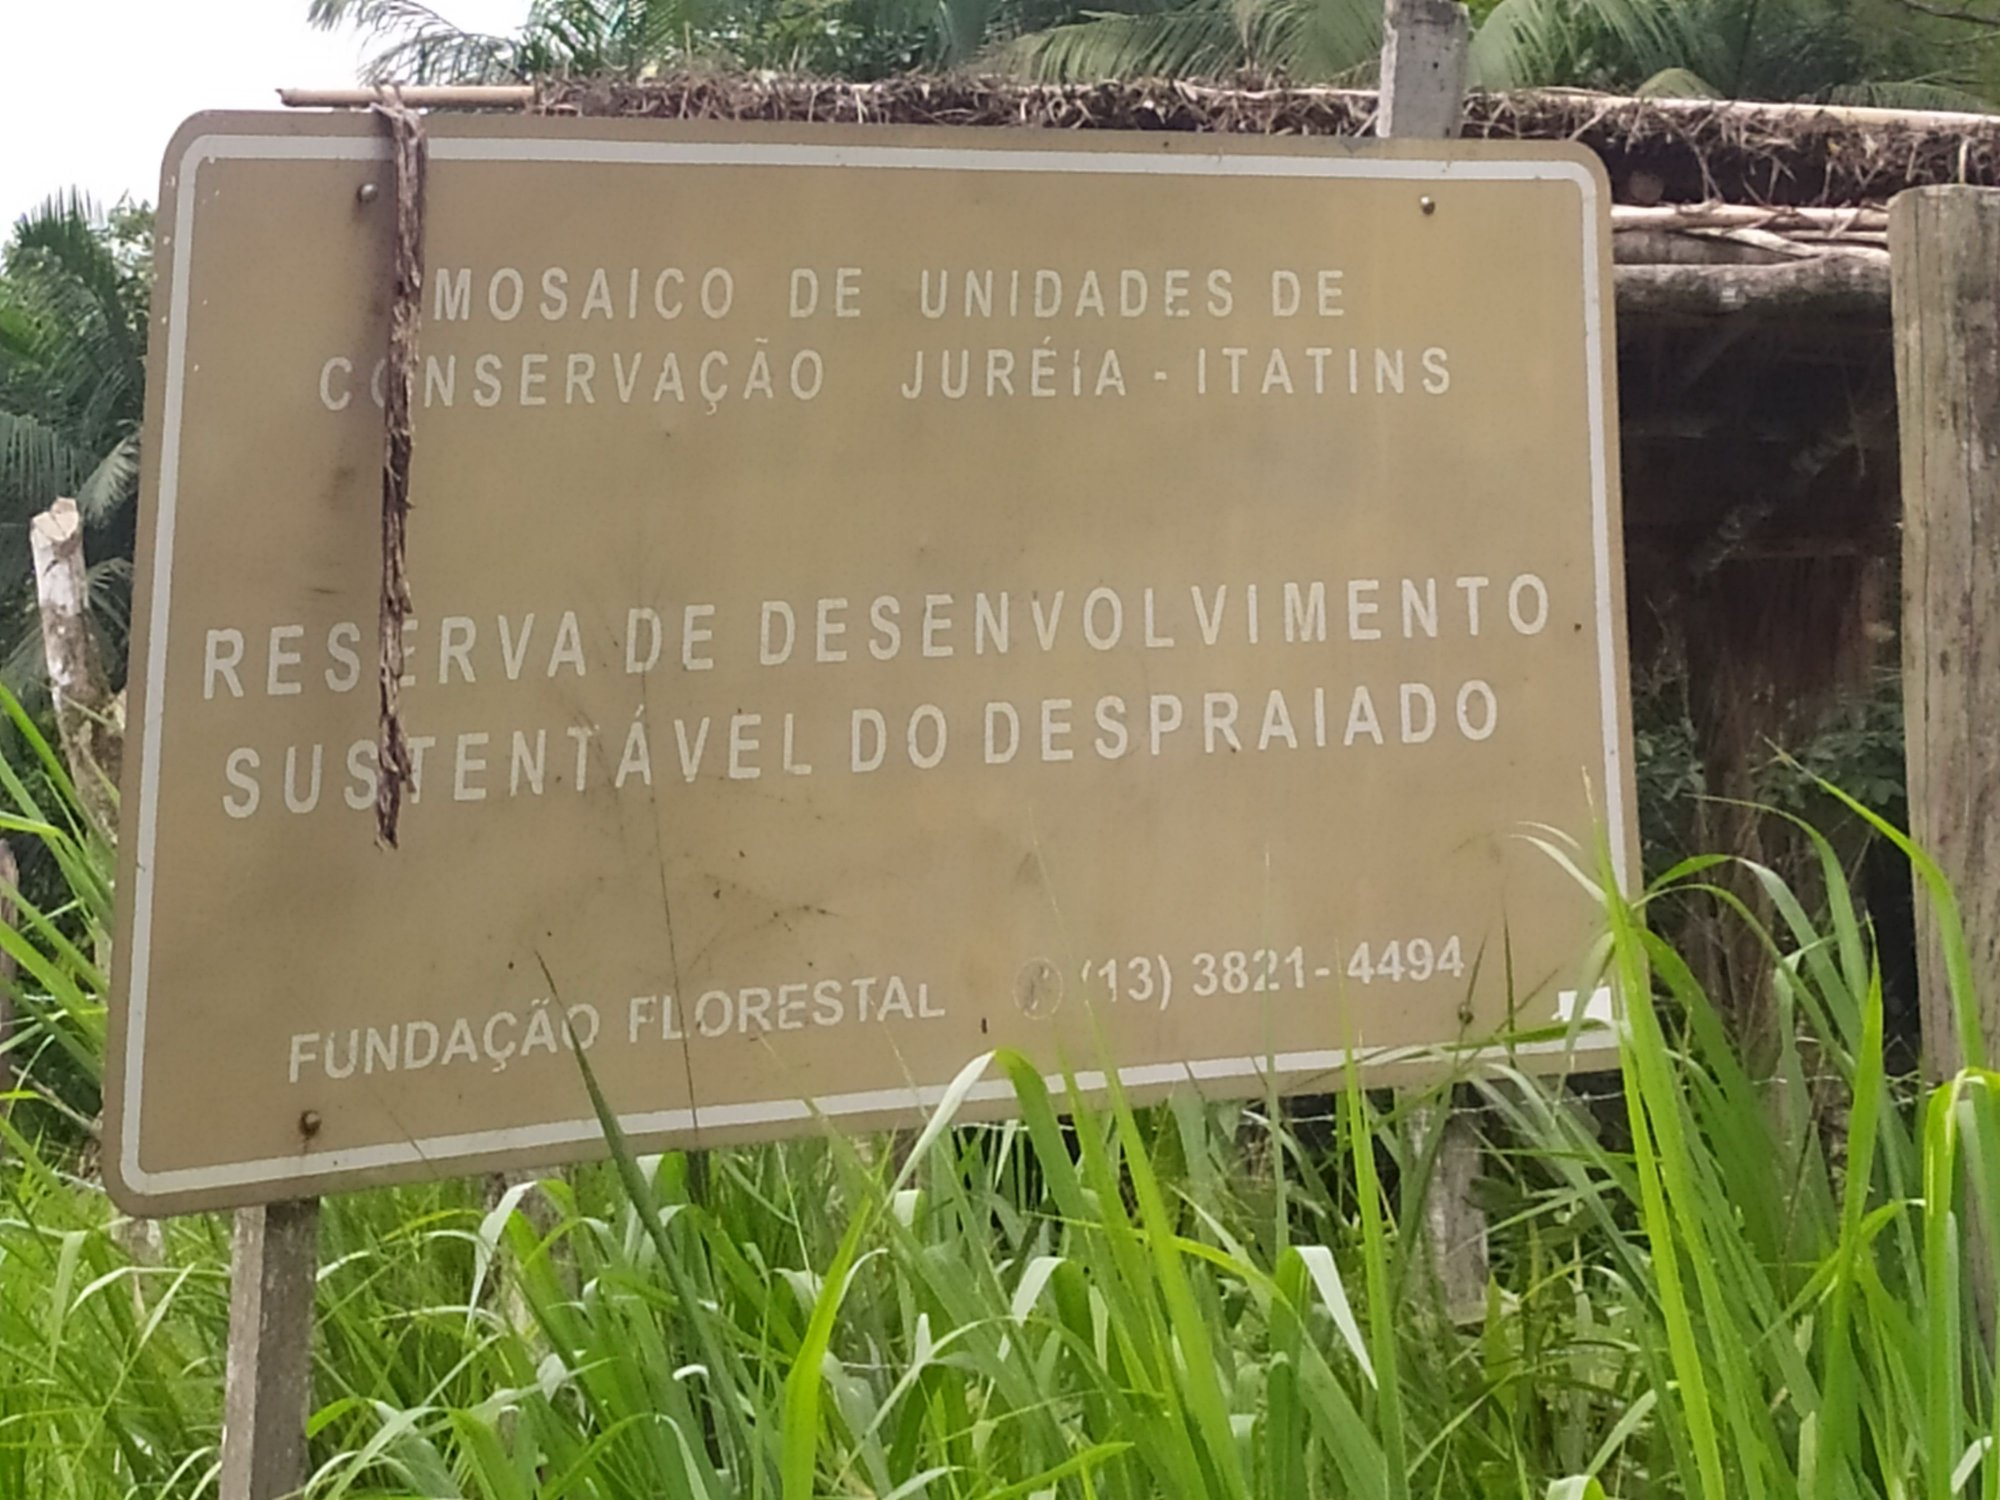 MOSAICO DE UNIDADES DE
CONSERVAÇÃO JURÉIA - ITATINS
RESERVA DE DESENVOLVIMENTO
SUSTENTÁVEL DO DESPRAIADO
FUNDAÇÃO FLORESTAL (13) 3821-4494